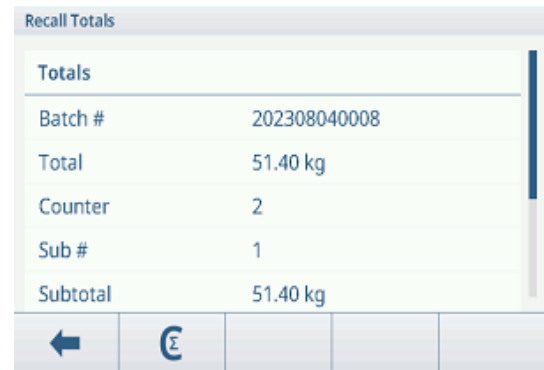 Recall Totals
Totals
Batch # 202308040008
Total 51.40 kg
Counter 2
Sub # 1
Subtotal 51.40 kg
Σ